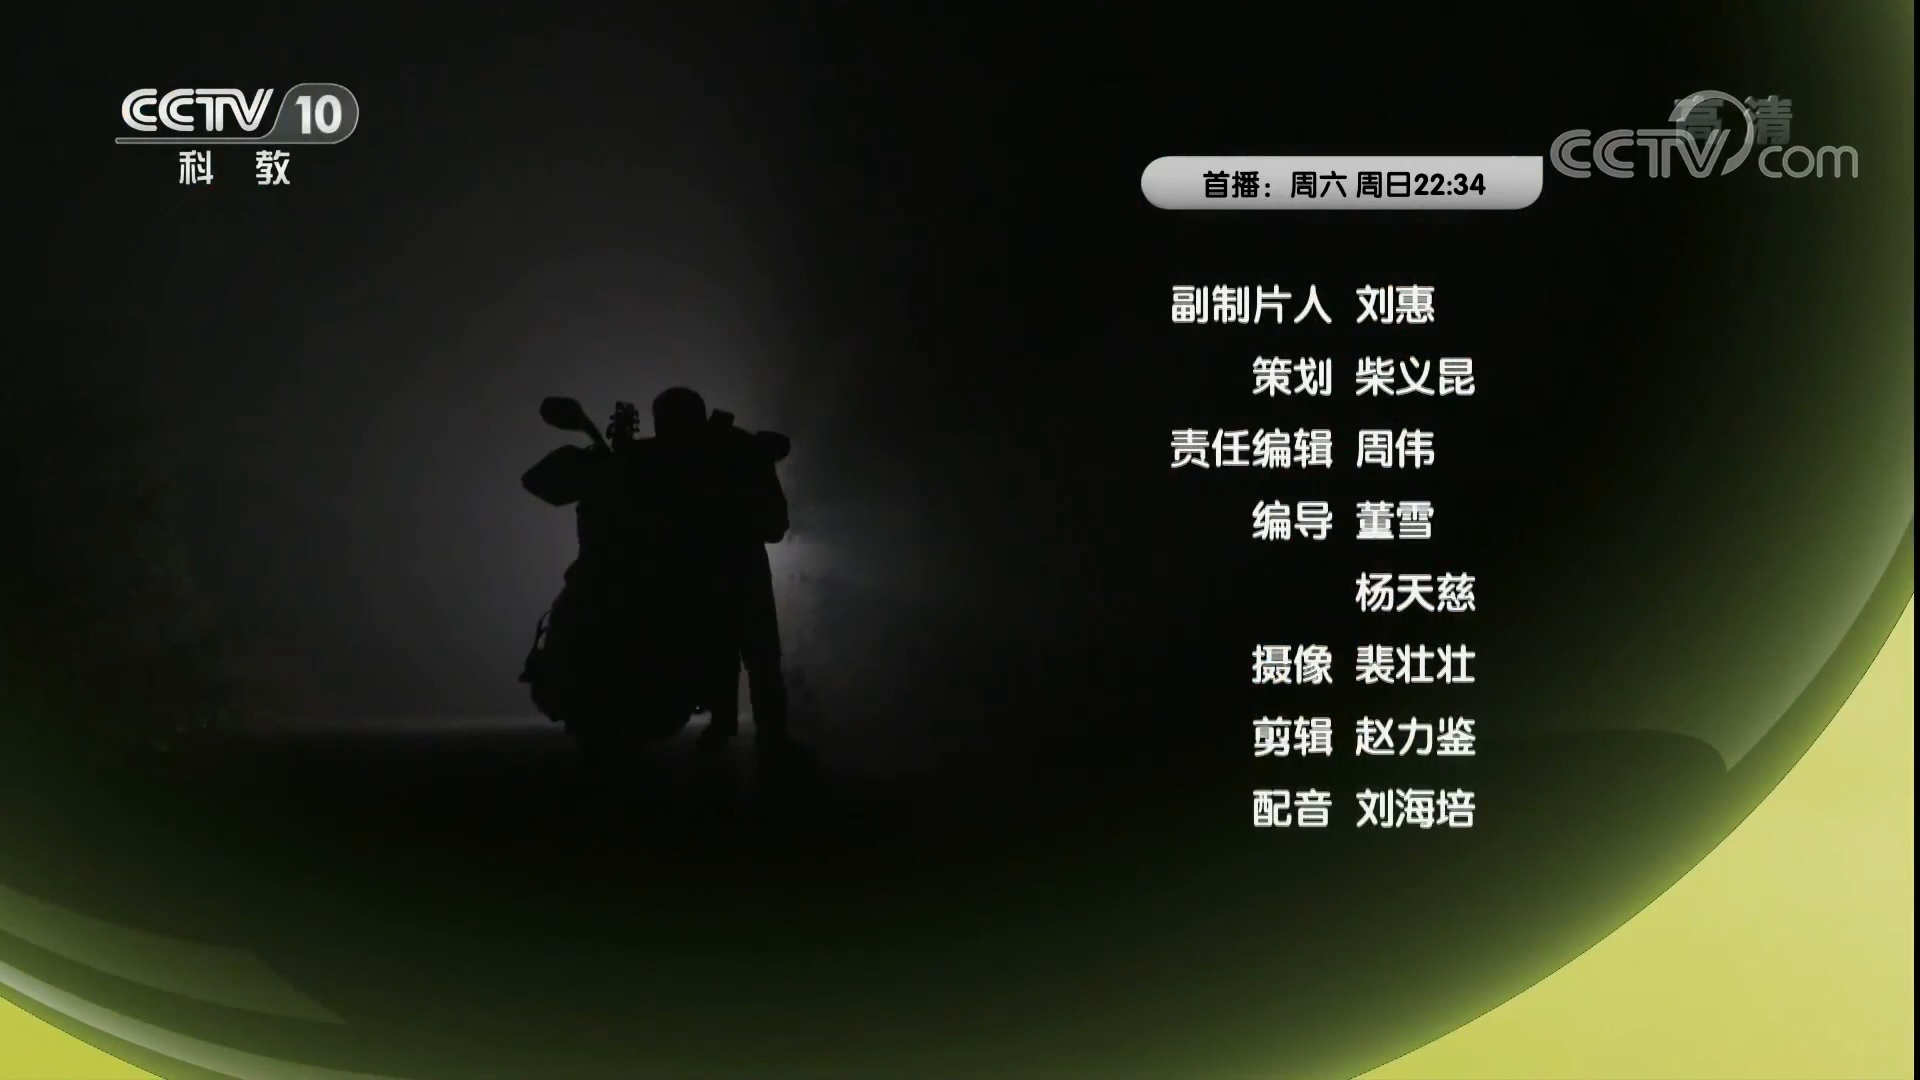 CCTV 10
科 教
高清
CCTV.com
首播：周六 周日22:34
副制片人 刘惠
策划 柴义昆
责任编辑 周伟
编导 董雪
杨天慈
摄像 裴壮壮
剪辑 赵力鉴
配音 刘海培